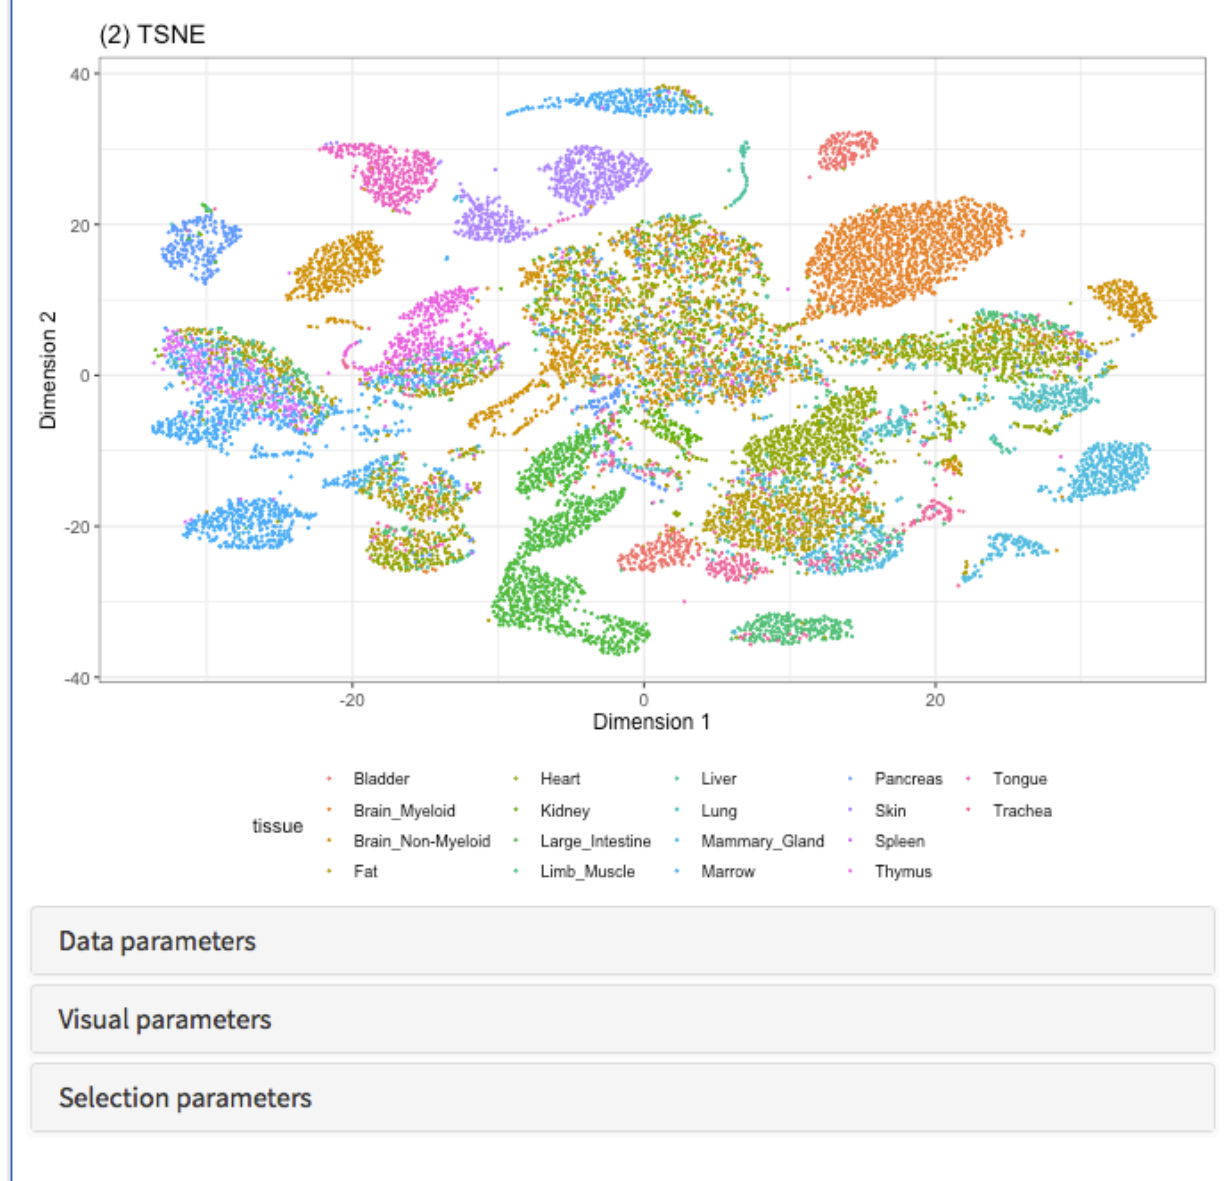 (2) TSNE
40
20
0
-20
-40
Dimension 2
-20 0 20
Dimension 1
tissue
Bladder Heart Liver Pancreas Tongue
Brain_Myeloid Kidney Lung Skin Trachea
Brain_Non-Myeloid Large_Intestine Mammary_Gland Spleen
Fat Limb_Muscle Marrow Thymus
Data parameters
Visual parameters
Selection parameters